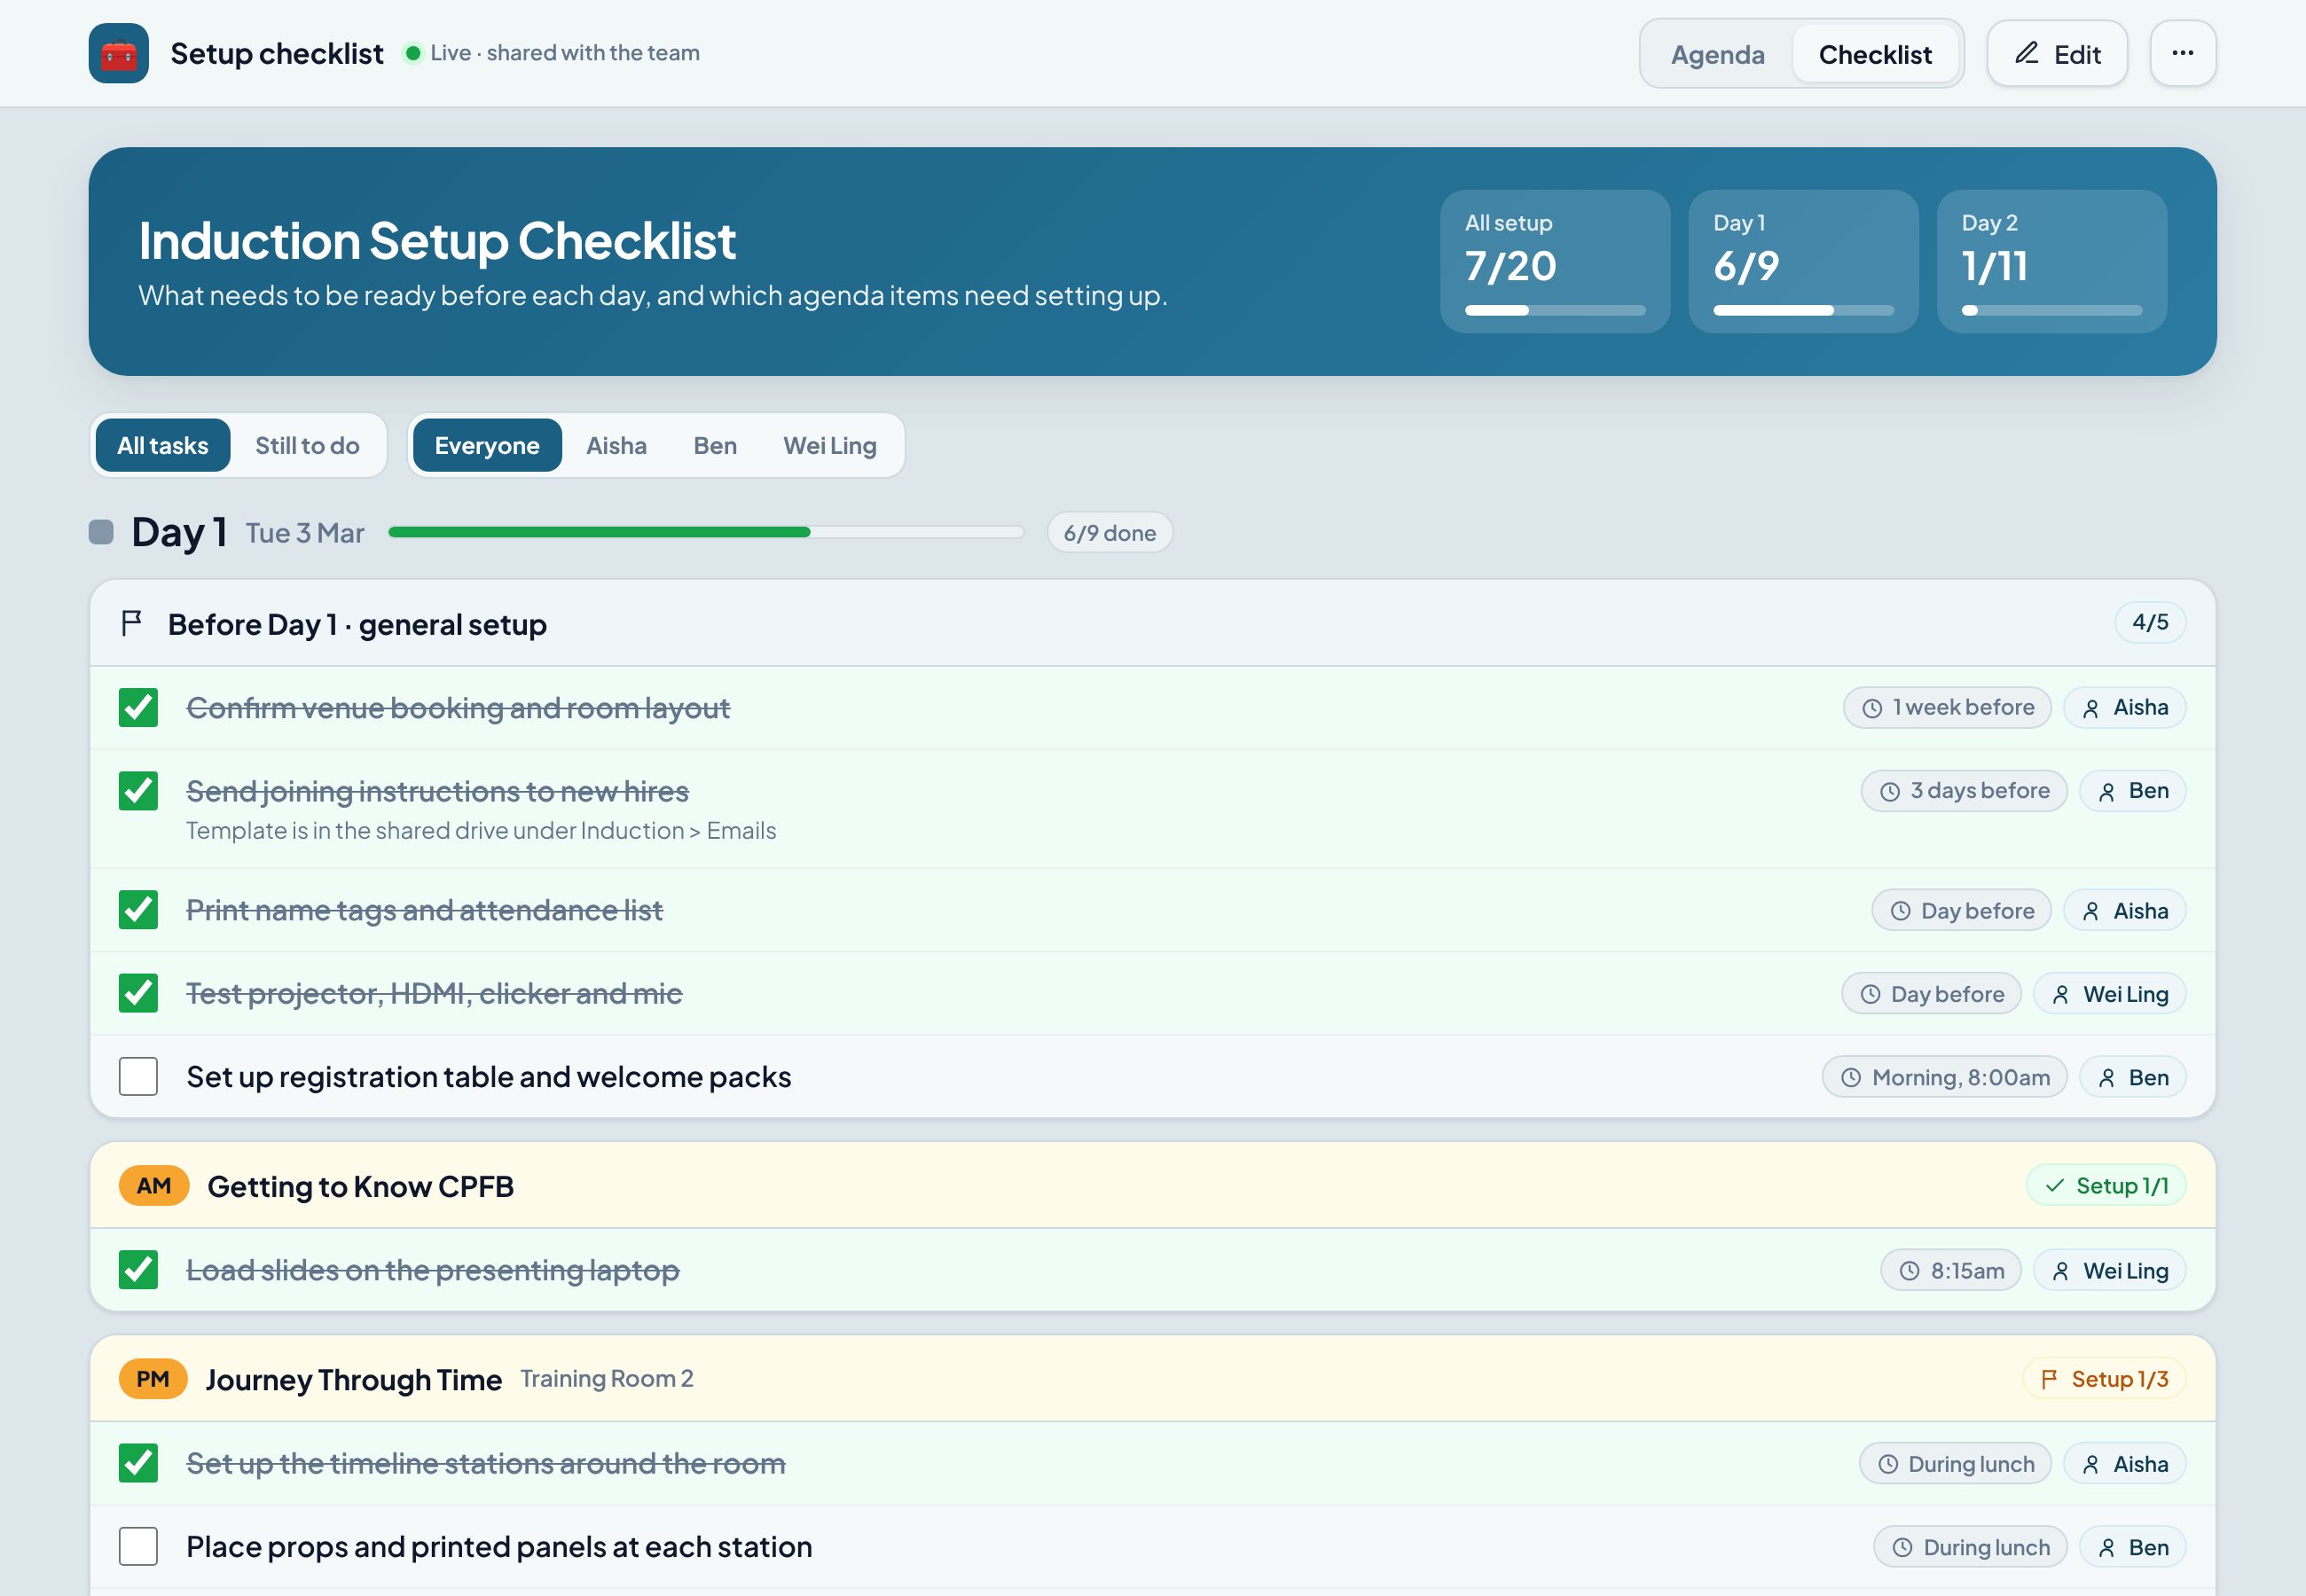 Setup checklist
Live · shared with the team
Agenda
Checklist
Edit
Induction Setup Checklist
What needs to be ready before each day, and which agenda items need setting up.
All setup
7/20
Day 1
6/9
Day 2
1/11
All tasks
Still to do
Everyone
Aisha
Ben
Wei Ling
Day 1 Tue 3 Mar
6/9 done
Before Day 1 · general setup
4/5
Confirm venue booking and room layout
1 week before
Aisha
Send joining instructions to new hires
3 days before
Ben
Template is in the shared drive under Induction > Emails
Print name tags and attendance list
Day before
Aisha
Test projector, HDMI, clicker and mic
Day before
Wei Ling
Set up registration table and welcome packs
Morning, 8:00am
Ben
AM Getting to Know CPFB
Setup 1/1
Load slides on the presenting laptop
8:15am
Wei Ling
PM Journey Through Time Training Room 2
Setup 1/3
Set up the timeline stations around the room
During lunch
Aisha
Place props and printed panels at each station
During lunch
Ben